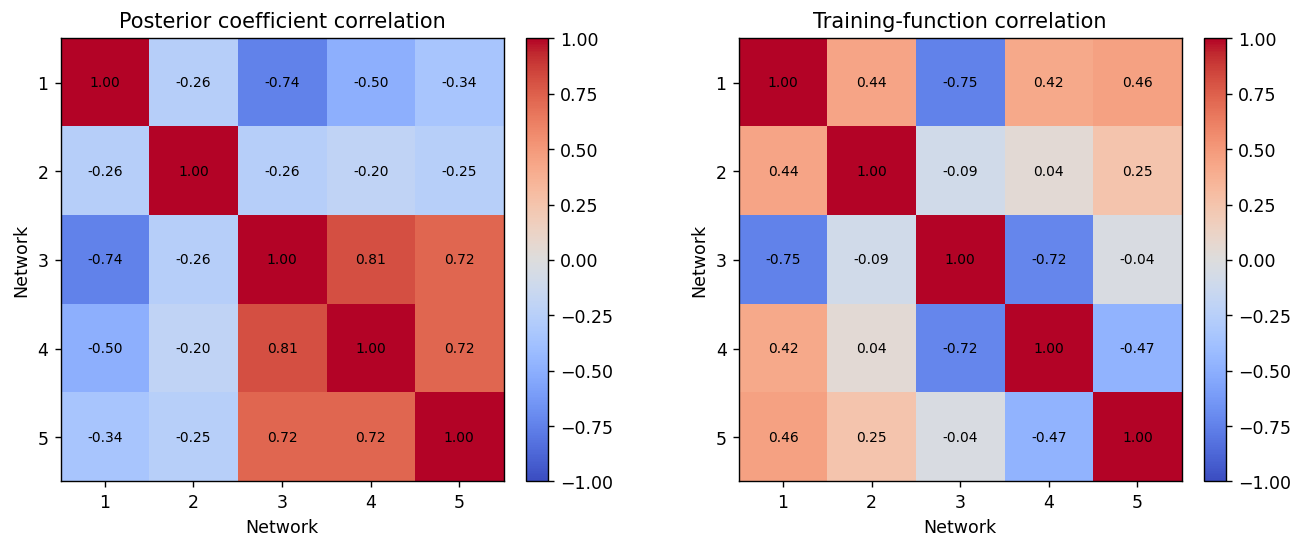 Posterior coefficient correlation
1 1.00 -0.26 -0.74 -0.50 -0.34
2 -0.26 1.00 -0.26 -0.20 -0.25
3 -0.74 -0.26 1.00 0.81 0.72
4 -0.50 -0.20 0.81 1.00 0.72
5 -0.34 -0.25 0.72 0.72 1.00
1 2 3 4 5
Network
Network
1.00
0.75
0.50
0.25
0.00
−0.25
−0.50
−0.75
−1.00
Training-function correlation
1 1.00 0.44 -0.75 0.42 0.46
2 0.44 1.00 -0.09 0.04 0.25
3 -0.75 -0.09 1.00 -0.72 -0.04
4 0.42 0.04 -0.72 1.00 -0.47
5 0.46 0.25 -0.04 -0.47 1.00
1 2 3 4 5
Network
Network
1.00
0.75
0.50
0.25
0.00
−0.25
−0.50
−0.75
−1.00